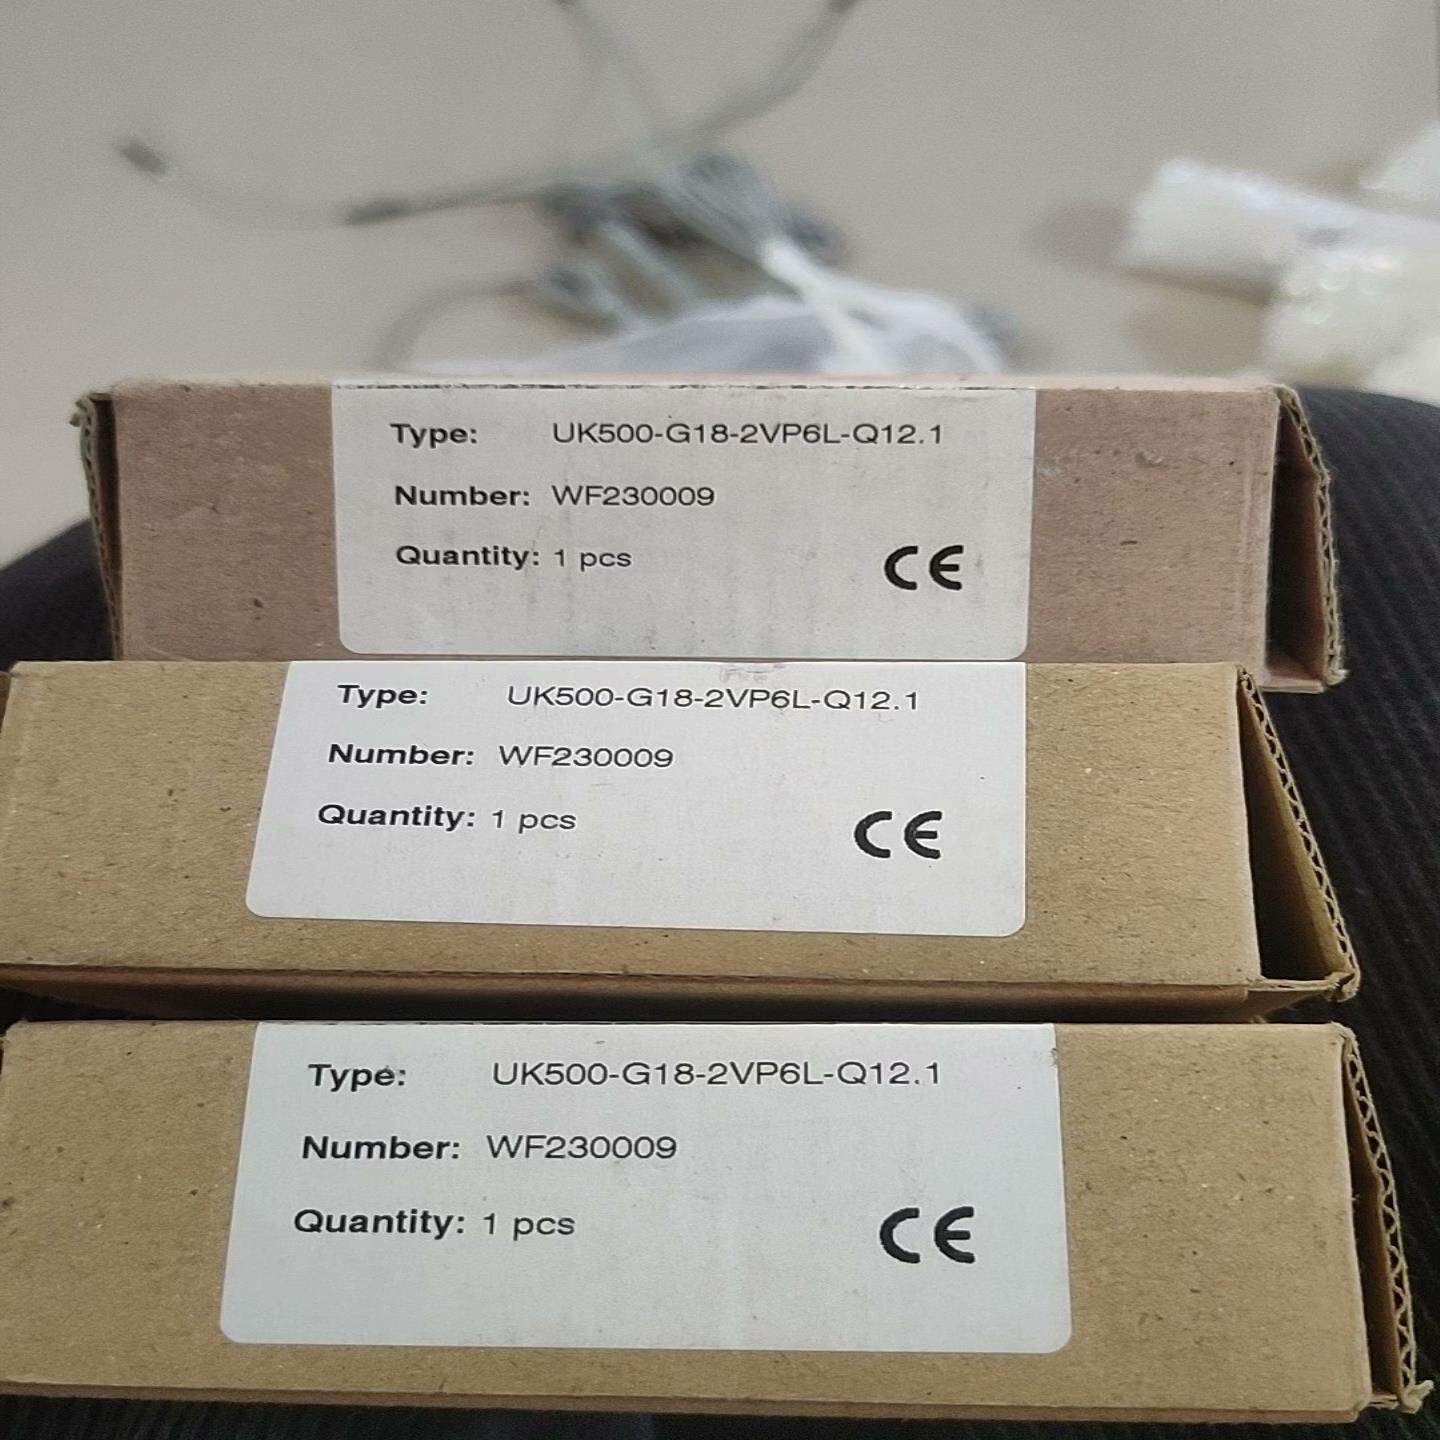 Type: UK500-G18-2VP6L-Q12.1
Number: WF230009
Quantity: 1 pcs
CE
Type: UK500-G18-2VP6L-Q12.1
Number: WF230009
Quantity: 1 pcs
CE
Type: UK500-G18-2VP6L-Q12.1
Number: WF230009
Quantity: 1 pcs
CE